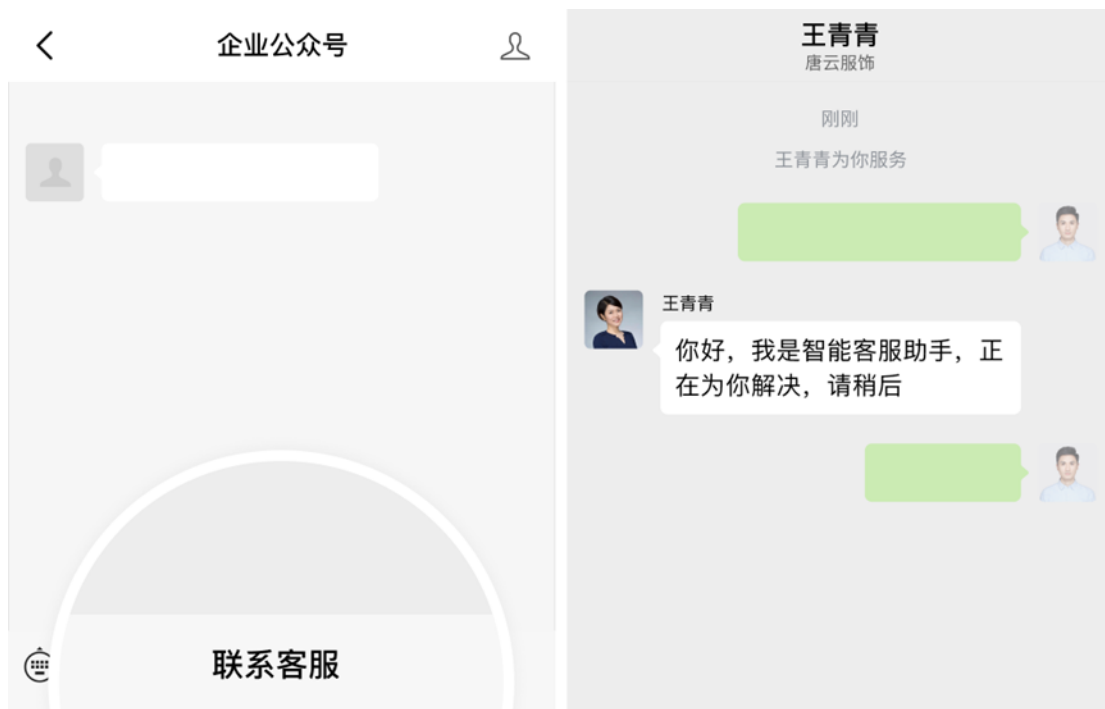 企业公众号
联系客服
王青青
唐云服饰
刚刚
王青青为你服务
王青青
你好，我是智能客服助手，正
在为你解决，请稍后